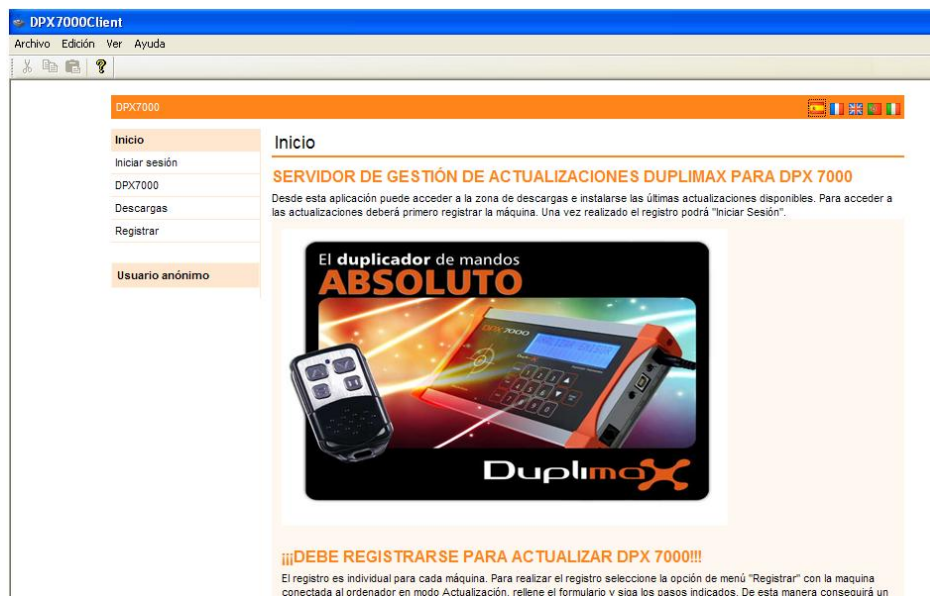 DPX7000Client
Archivo Edición Ver Ayuda
DPX7000
Inicio
Iniciar sesión
DPX7000
Descargas
Registrar
Usuario anónimo
Inicio
SERVIDOR DE GESTIÓN DE ACTUALIZACIONES DUPLIMAX PARA DPX 7000
Desde esta aplicación puede acceder a la zona de descargas e instalarse las últimas actualizaciones disponibles. Para acceder a
las actualizaciones deberá primero registrar la máquina. Una vez realizado el registro podrá "Iniciar Sesión".
El duplicador de mandos
ABSOLUTO
DPX 7000
Duplimax
¡¡¡DEBE REGISTRARSE PARA ACTUALIZAR DPX 7000!!!
El registro es individual para cada máquina. Para realizar el registro seleccione la opción de menú "Registrar" con la maquina
conectada al ordenador en modo Actualización, rellene el formulario y siga los pasos indicados. De esta manera conseguirá un